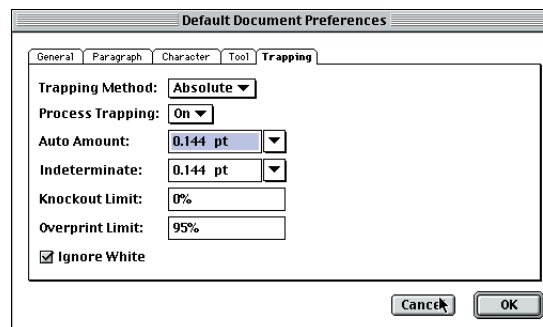 Default Document Preferences
General Paragraph Character Tool Trapping
Trapping Method: Absolute
Process Trapping: On
Auto Amount: 0.144 pt
Indeterminate: 0.144 pt
Knockout Limit: 0%
Overprint Limit: 95%
Ignore White
Cancel OK